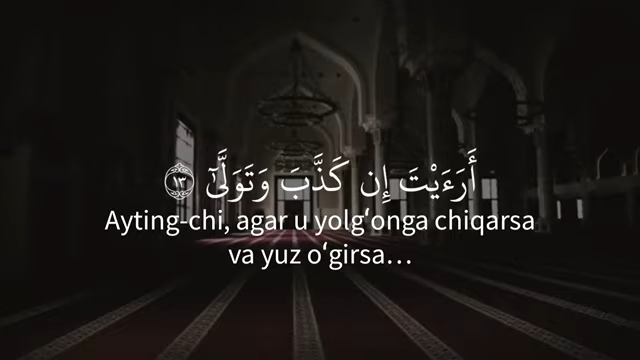 أَرَءَيْتَ إِن كَذَّبَ وَتَوَلَّىٰٓ ١٣
Ayting-chi, agar u yolg‘onga chiqarsa
va yuz o‘girsa…